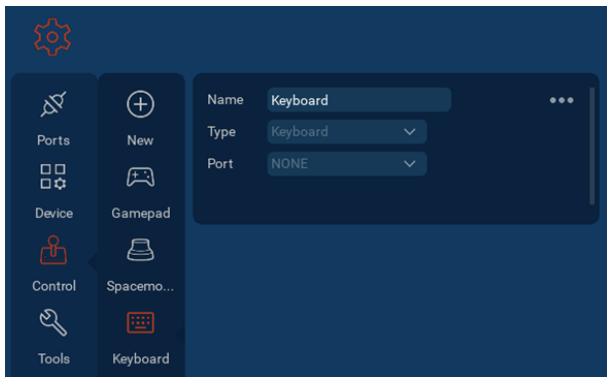 Ports
Device
Control
Tools
New
Gamepad
Spacemo...
Keyboard
Name Keyboard
Type Keyboard
Port NONE